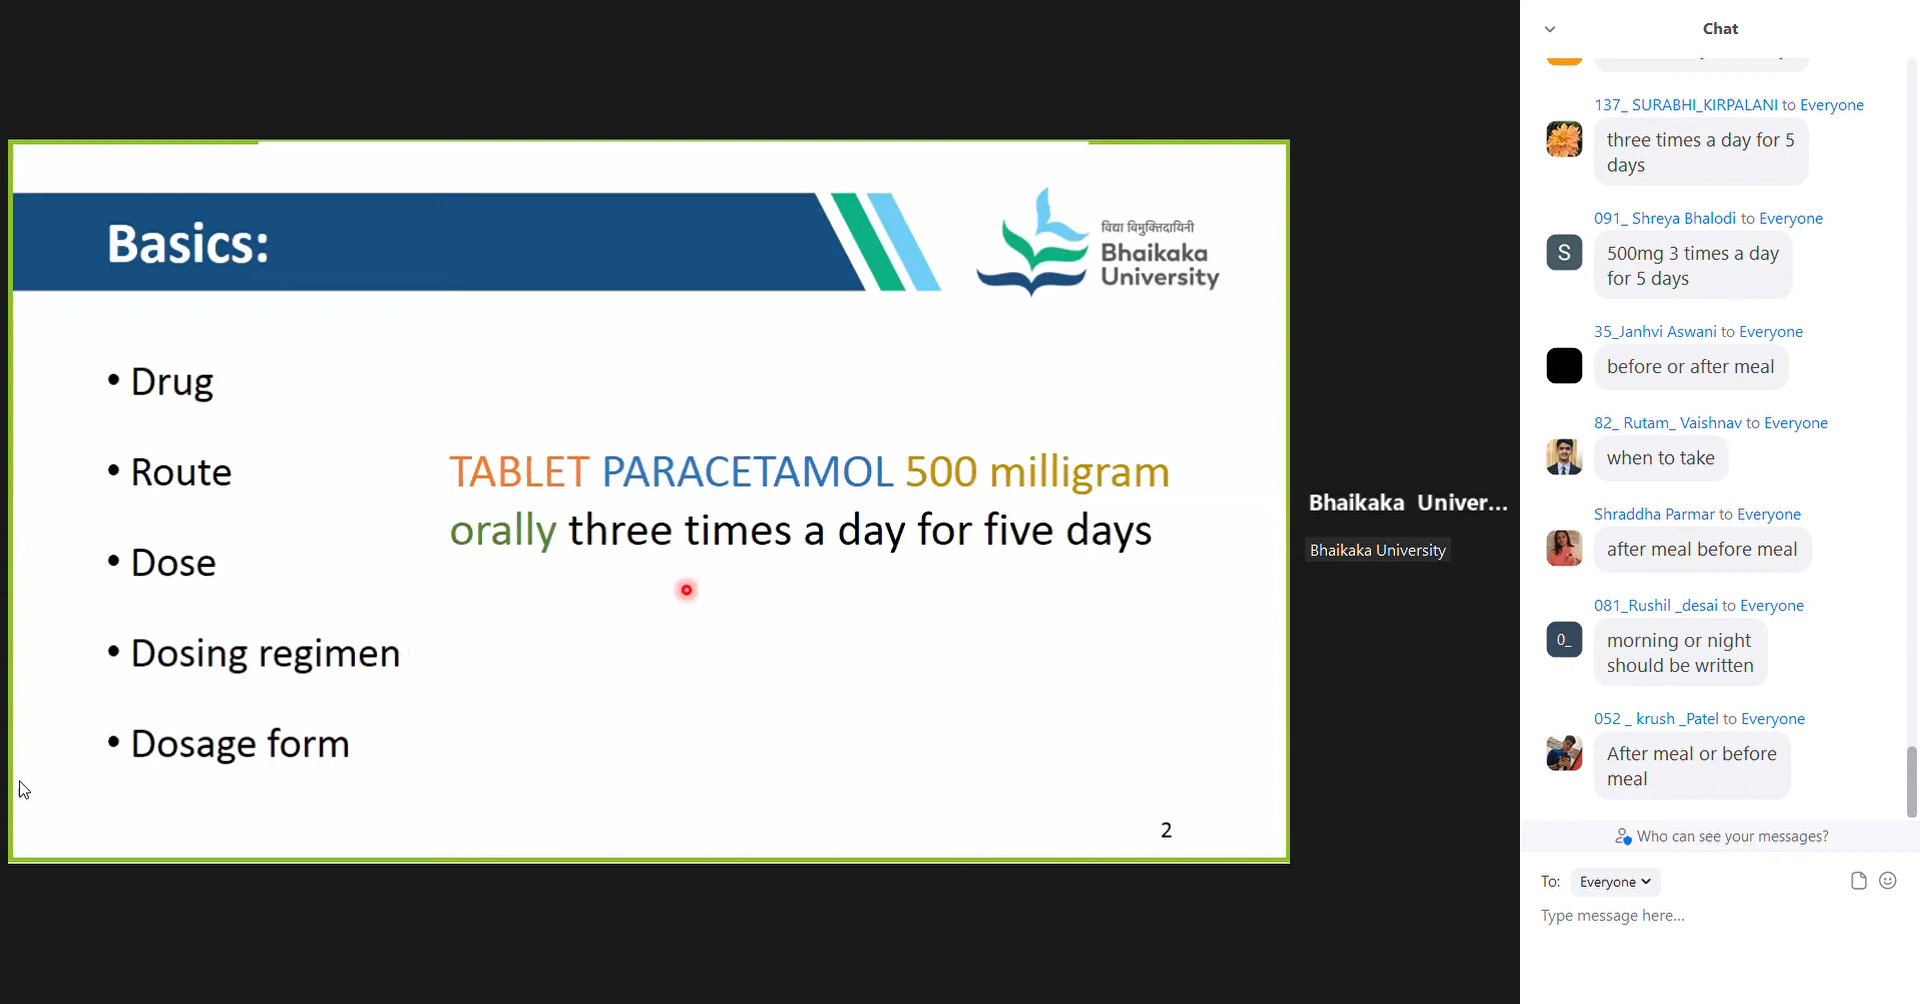 Basics:
विद्या विमुक्तिदायिनी
Bhaikaka
University
• Drug
• Route
• Dose
• Dosing regimen
• Dosage form
TABLET PARACETAMOL 500 milligram
orally three times a day for five days
2
Bhaikaka Univer...
Bhaikaka University
Chat
137_ SURABHI_KIRPALANI to Everyone
three times a day for 5
days
091_ Shreya Bhalodi to Everyone
S
500mg 3 times a day
for 5 days
35_Janhvi Aswani to Everyone
before or after meal
82_ Rutam_ Vaishnav to Everyone
when to take
Shraddha Parmar to Everyone
after meal before meal
081_Rushil _desai to Everyone
0_
morning or night
should be written
052 _ krush _Patel to Everyone
After meal or before
meal
Who can see your messages?
To: Everyone
Type message here...